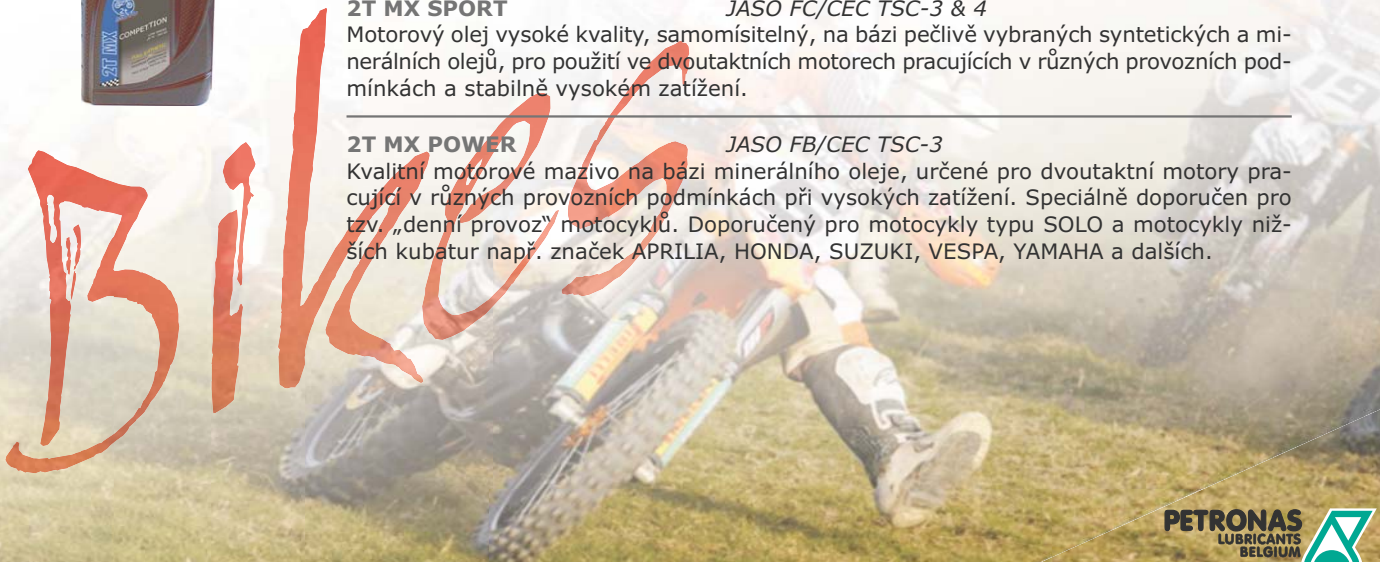 2T MX SPORT JASO FC/CEC TSC-3 & 4
Motorový olej vysoké kvality, samomísitelný, na bázi pečlivě vybraných syntetických a mi-
nerálních olejů, pro použití ve dvoutaktních motorech pracujících v různých provozních pod-
mínkách a stabilně vysokém zatížení.
2T MX POWER JASO FB/CEC TSC-3
Kvalitní motorové mazivo na bázi minerálního oleje, určené pro dvoutaktní motory pra-
cující v různých provozních podmínkách při vysokých zatížení. Speciálně doporučen pro
tzv. „denní provoz“ motocyklů. Doporučený pro motocykly typu SOLO a motocykly niž-
ších kubatur např. značek APRILIA, HONDA, SUZUKI, VESPA, YAMAHA a dalších.
Bikes
2T MX
COMPETITION
PETRONAS
LUBRICANTS
BELGIUM